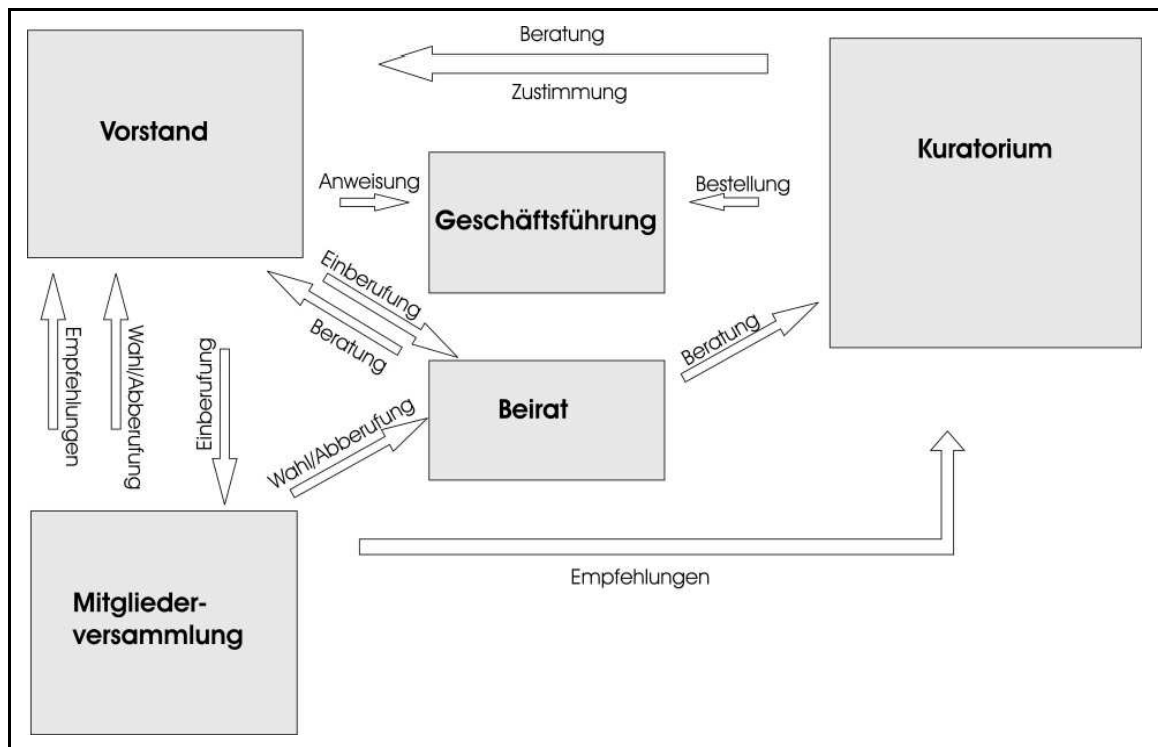 Beratung
Zustimmung
Vorstand
Kuratorium
Anweisung
Bestellung
Geschäftsführung
Einberufung
Beratung
Beratung
Empfehlungen
Wahl/Abberufung
Einberufung
Beirat
Wahl/Abberufung
Empfehlungen
Mitglieder-
versammlung